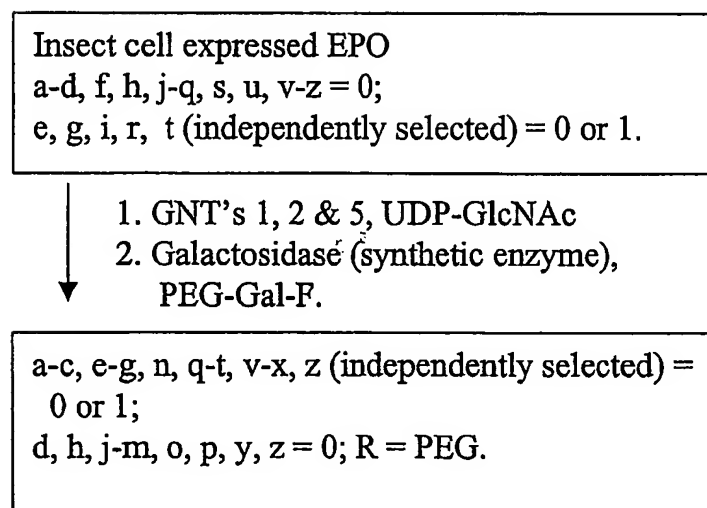 Insect cell expressed EPO
a-d, f, h, j-q, s, u, v-z = 0;
e, g, i, r, t (independently selected) = 0 or 1.
1. GNT's 1, 2 & 5, UDP-GlcNAc
2. Galactosidase (synthetic enzyme),
PEG-Gal-F.
a-c, e-g, n, q-t, v-x, z (independently selected) =
0 or 1;
d, h, j-m, o, p, y, z = 0; R = PEG.